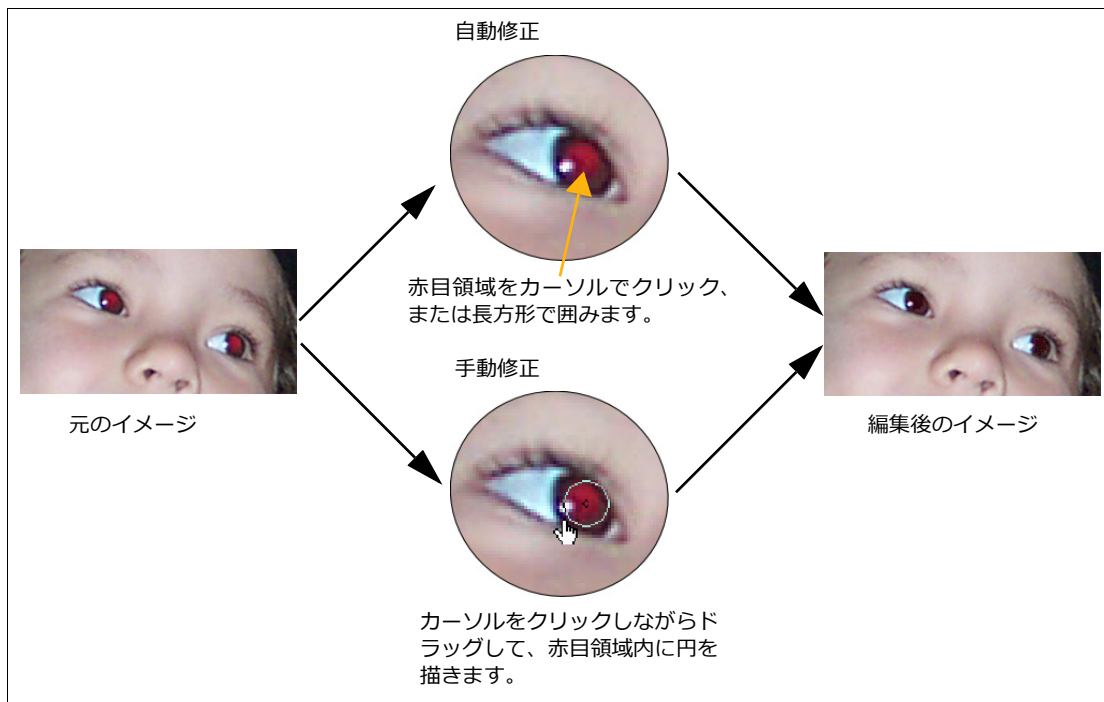 自動修正
赤目領域をカーソルでクリック、
または長方形で囲みます。
元のイメージ
手動修正
編集後のイメージ
カーソルをクリックしながらド
ラッグして、赤目領域内に円を
描きます。